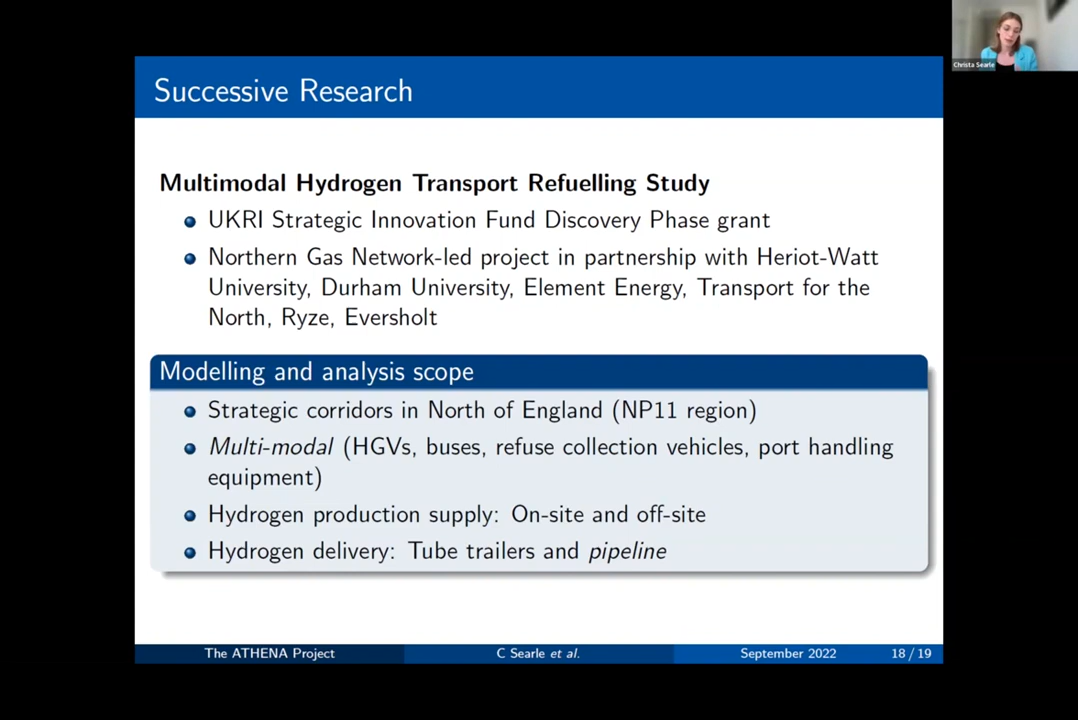 Successive Research
Christa Searle
Multimodal Hydrogen Transport Refuelling Study
UKRI Strategic Innovation Fund Discovery Phase grant
Northern Gas Network-led project in partnership with Heriot-Watt
University, Durham University, Element Energy, Transport for the
North, Ryze, Eversholt
Modelling and analysis scope
Strategic corridors in North of England (NP11 region)
Multi-modal (HGVs, buses, refuse collection vehicles, port handling
equipment)
Hydrogen production supply: On-site and off-site
Hydrogen delivery: Tube trailers and pipeline
The ATHENA Project
C Searle et al.
September 2022
18 / 19